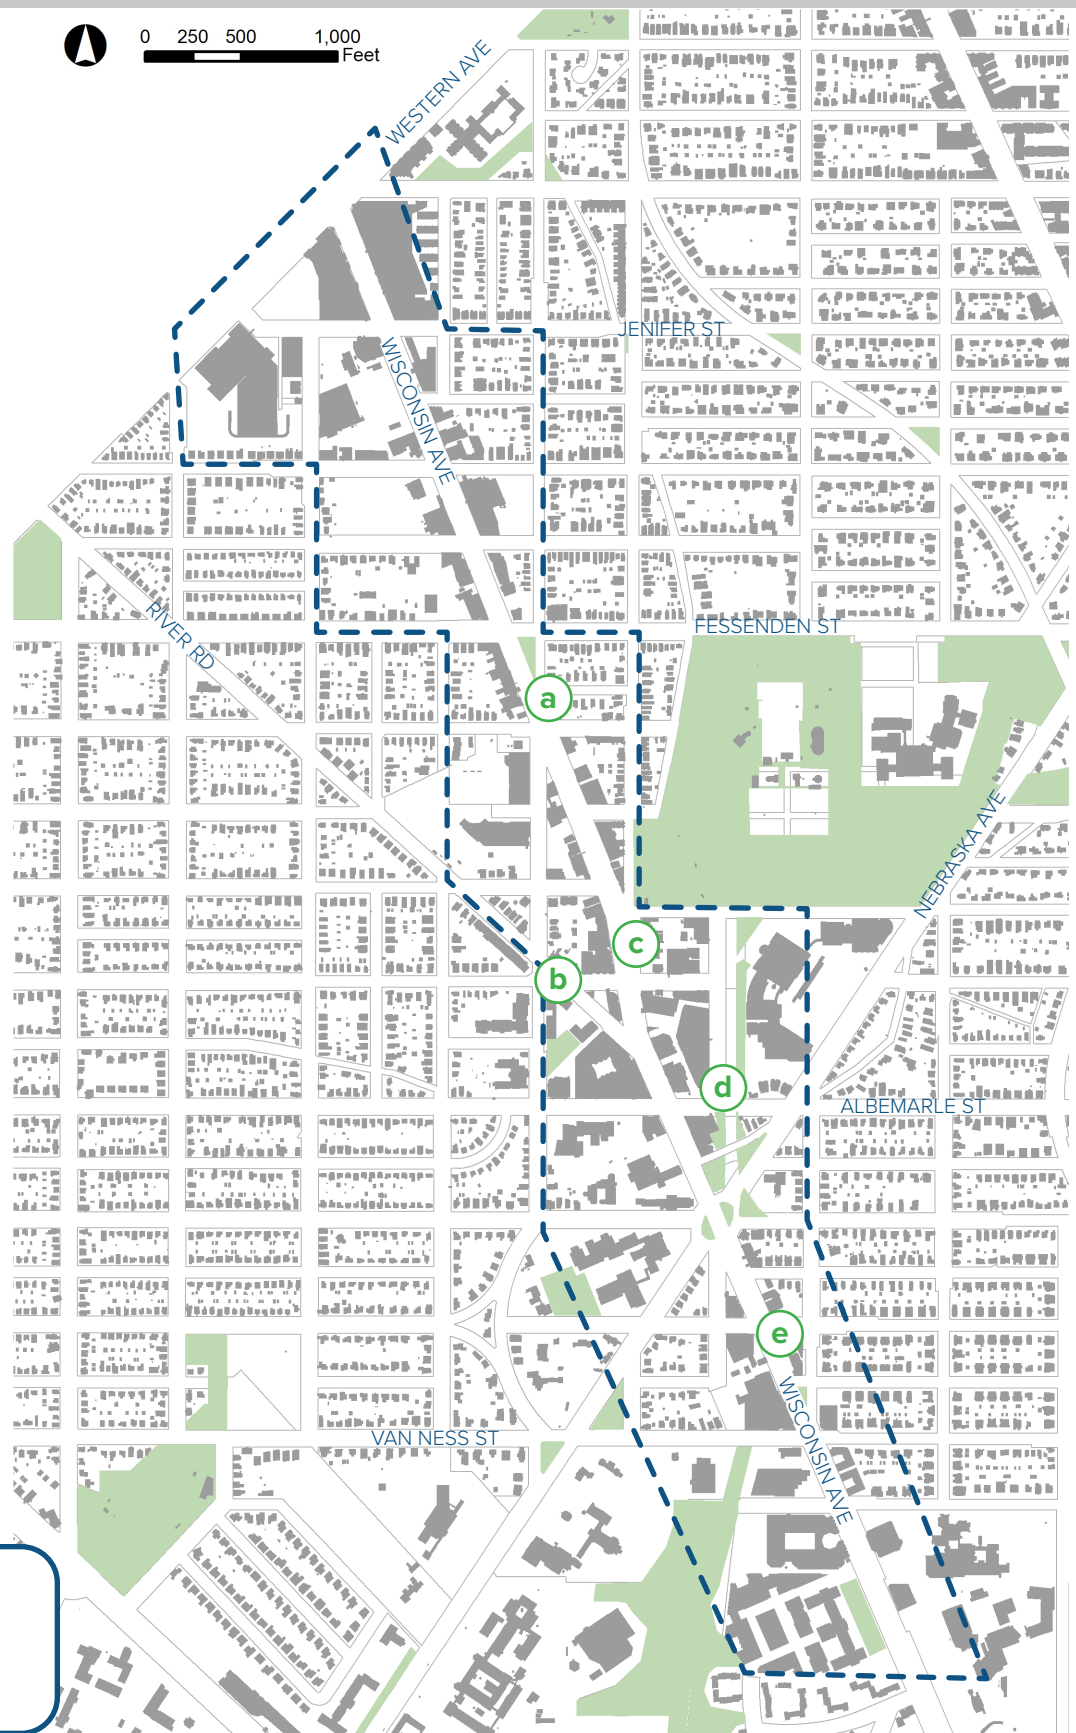 0 250 500 1,000
Feet
WESTERN AVE
JENIFER ST
WISCONSIN AVE
RIVER RD
FESSENDEN ST
a
NEBRASKA AVE
c
b
d
ALBEMARLE ST
e
WISCONSIN AVE
VAN NESS ST